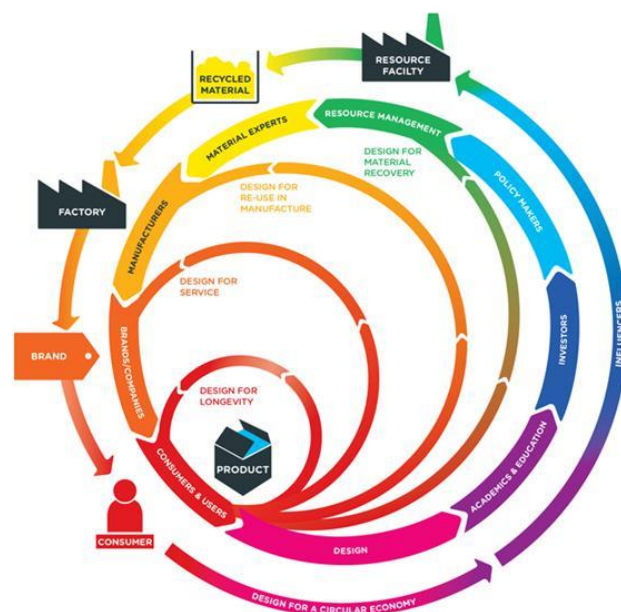 RESOURCE
FACILTY
RECYCLED
MATERIAL
MATERIAL EXPERTS
RESOURCE MANAGEMENT
DESIGN FOR
MATERIAL
RECOVERY
POLICY MAKERS
FACTORY
MANUFACTURERS
DESIGN FOR
RE-USE IN
MANUFACTURE
DESIGN FOR
SERVICE
INVESTORS
INFLUENCERS
BRAND
BRANDS/COMPANIES
DESIGN FOR
LONGEVITY
PRODUCT
CONSUMERS & USERS
ACADEMICS & EDUCATION
CONSUMER
DESIGN
DESIGN FOR A CIRCULAR ECONOMY